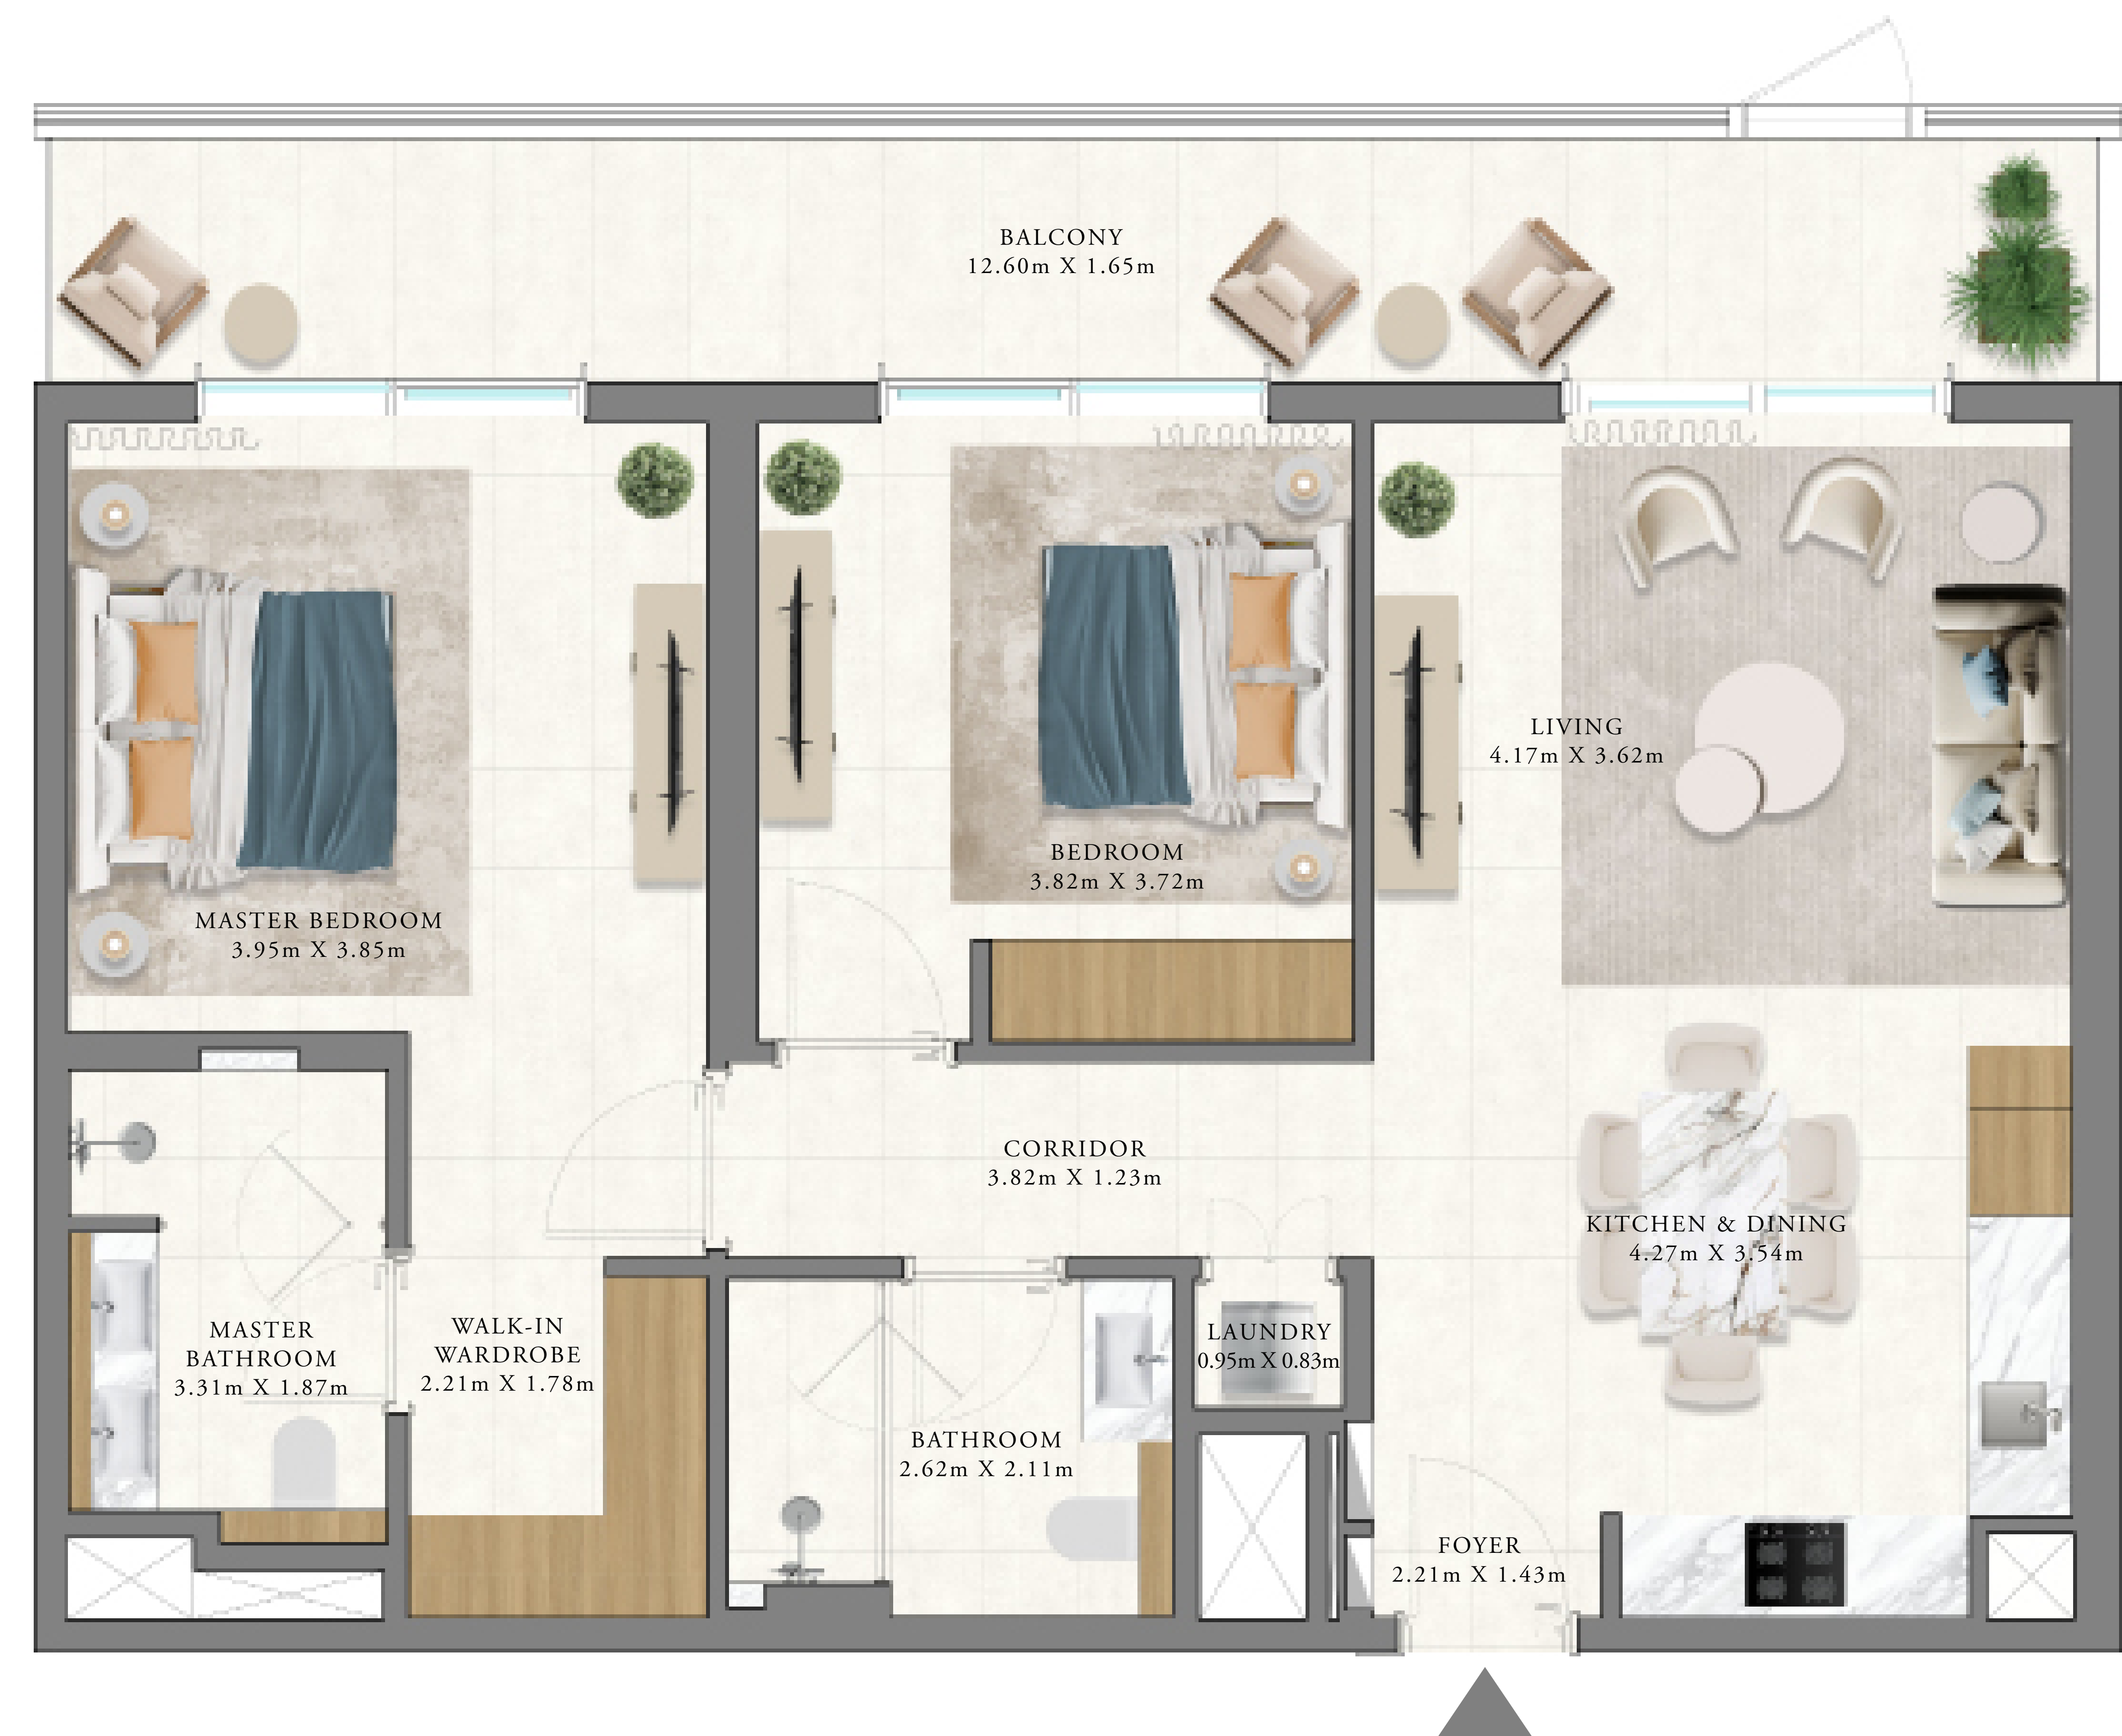 BALCONY
12.60m X 1.65m
LIVING
4.17m X 3.62m
BEDROOM
3.82m X 3.72m
MASTER BEDROOM
3.95m X 3.85m
CORRIDOR
3.82m X 1.23m
KITCHEN & DINING
4.27m X 3.54m
MASTER
BATHROOM
3.31m X 1.87m
WALK-IN
WARDROBE
2.21m X 1.78m
LAUNDRY
0.95m X 0.83m
BATHROOM
2.62m X 2.11m
FOYER
2.21m X 1.43m